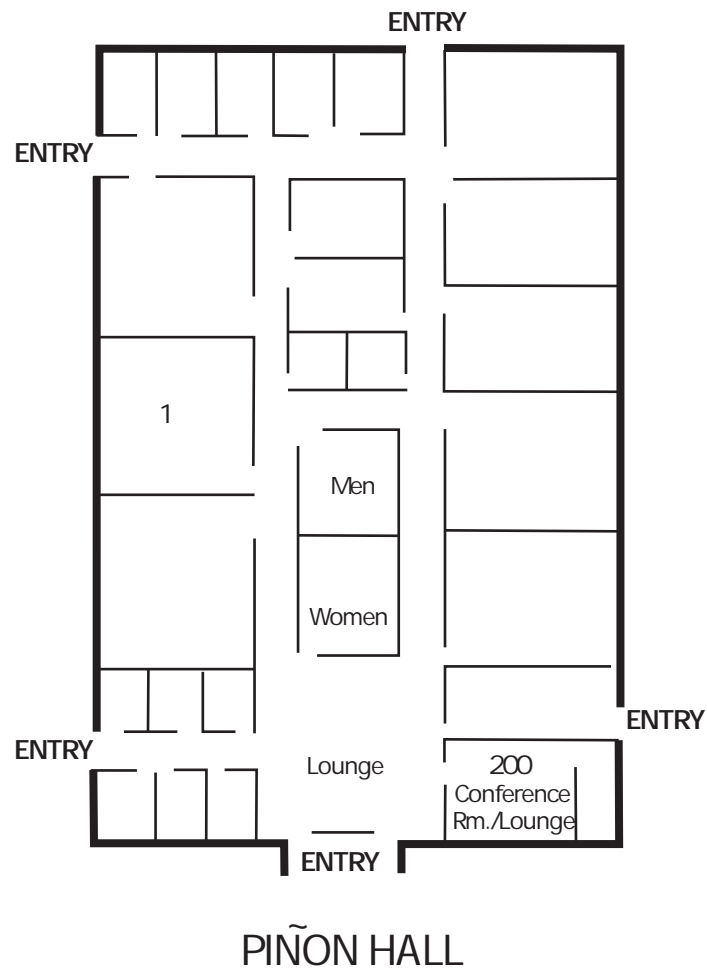 ENTRY
ENTRY
1
Men
Women
ENTRY
ENTRY
Lounge
200
Conference
Rm./Lounge
ENTRY
PIÑON HALL